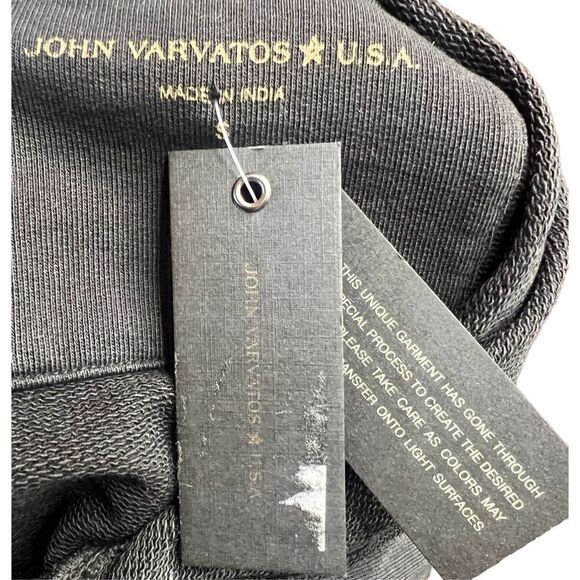 JOHN VARVATOS ★ U.S.A.
MADE IN INDIA
S
JOHN VARVATOS ★ U.S.A.
THIS UNIQUE GARMENT HAS GONE THROUGH
SPECIAL PROCESS TO CREATE THE DESIRED
PLEASE TAKE CARE AS COLORS MAY
TRANSFER ONTO LIGHT SURFACES.